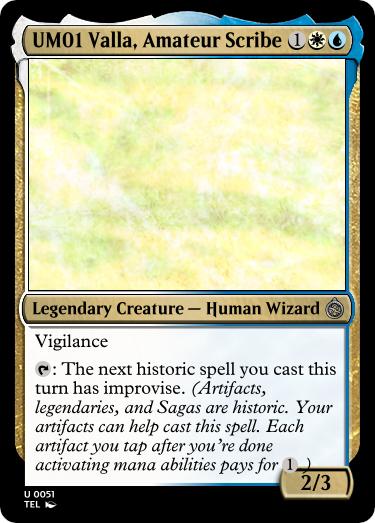 UM01 Valla, Amateur Scribe 1
Legendary Creature — Human Wizard
Vigilance
: The next historic spell you cast this
turn has improvise. (Artifacts,
legendaries, and Sagas are historic. Your
artifacts can help cast this spell. Each
artifact you tap after you're done
activating mana abilities pays for 1.)
2/3
U 0051
TEL